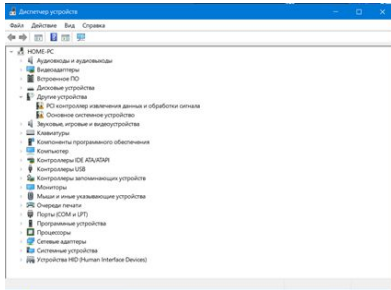 Диспетчер устройств
Файл Действие Вид Справка
HOME-PC
Аудиовходы и аудиовыходы
Видеоадаптеры
Встроенное ПО
Дисковые устройства
Другие устройства
PCI контроллер извлечения данных и обработки сигнала
Основное системное устройство
Звуковые, игровые и видеоустройства
Клавиатуры
Компоненты программного обеспечения
Компьютер
Контроллеры IDE ATA/ATAPI
Контроллеры USB
Контроллеры запоминающих устройств
Мониторы
Мыши и иные указывающие устройства
Очереди печати
Порты (COM и LPT)
Программные устройства
Процессоры
Сетевые адаптеры
Системные устройства
Устройства HID (Human Interface Devices)